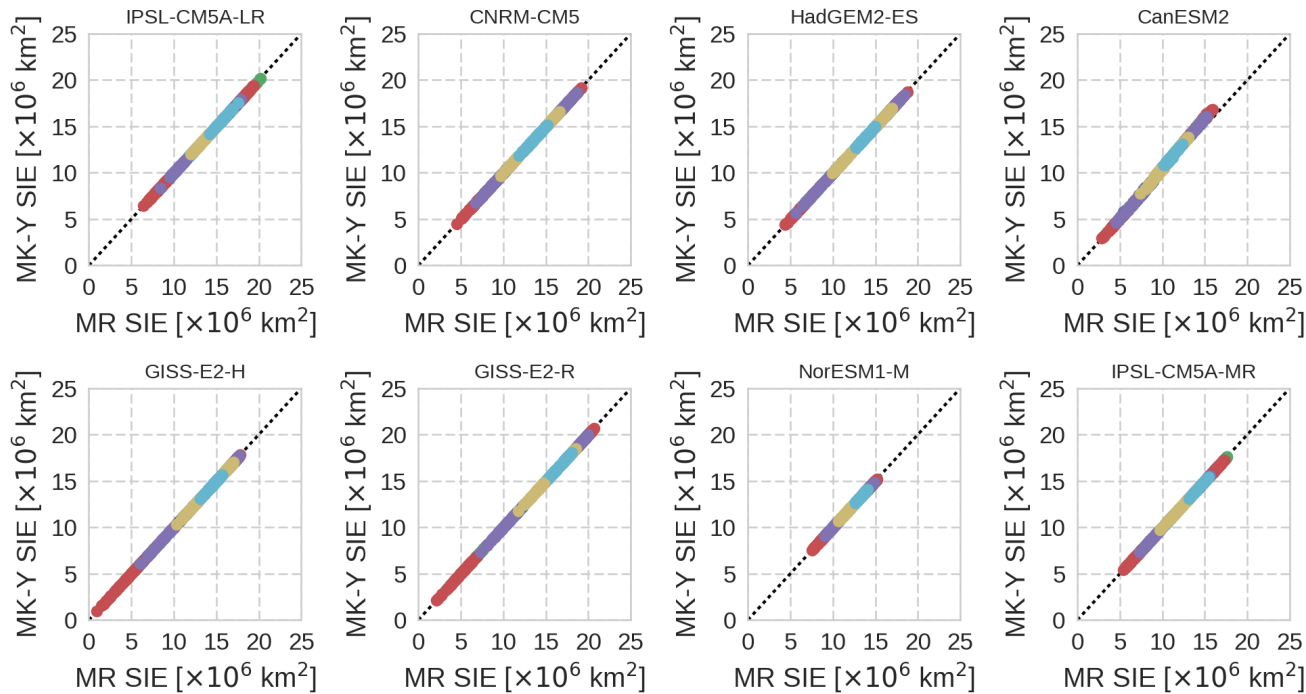 IPSL-CM5A-LR
CNRM-CM5
HadGEM2-ES
CanESM2
MK-Y SIE [×10⁶ km²]
25
20
15
10
5
0
0 5 10 15 20 25
MR SIE [×10⁶ km²]
MK-Y SIE [×10⁶ km²]
25
20
15
10
5
0
0 5 10 15 20 25
MR SIE [×10⁶ km²]
MK-Y SIE [×10⁶ km²]
25
20
15
10
5
0
0 5 10 15 20 25
MR SIE [×10⁶ km²]
MK-Y SIE [×10⁶ km²]
25
20
15
10
5
0
0 5 10 15 20 25
MR SIE [×10⁶ km²]
GISS-E2-H
GISS-E2-R
NorESM1-M
IPSL-CM5A-MR
MK-Y SIE [×10⁶ km²]
25
20
15
10
5
0
0 5 10 15 20 25
MR SIE [×10⁶ km²]
MK-Y SIE [×10⁶ km²]
25
20
15
10
5
0
0 5 10 15 20 25
MR SIE [×10⁶ km²]
MK-Y SIE [×10⁶ km²]
25
20
15
10
5
0
0 5 10 15 20 25
MR SIE [×10⁶ km²]
MK-Y SIE [×10⁶ km²]
25
20
15
10
5
0
0 5 10 15 20 25
MR SIE [×10⁶ km²]